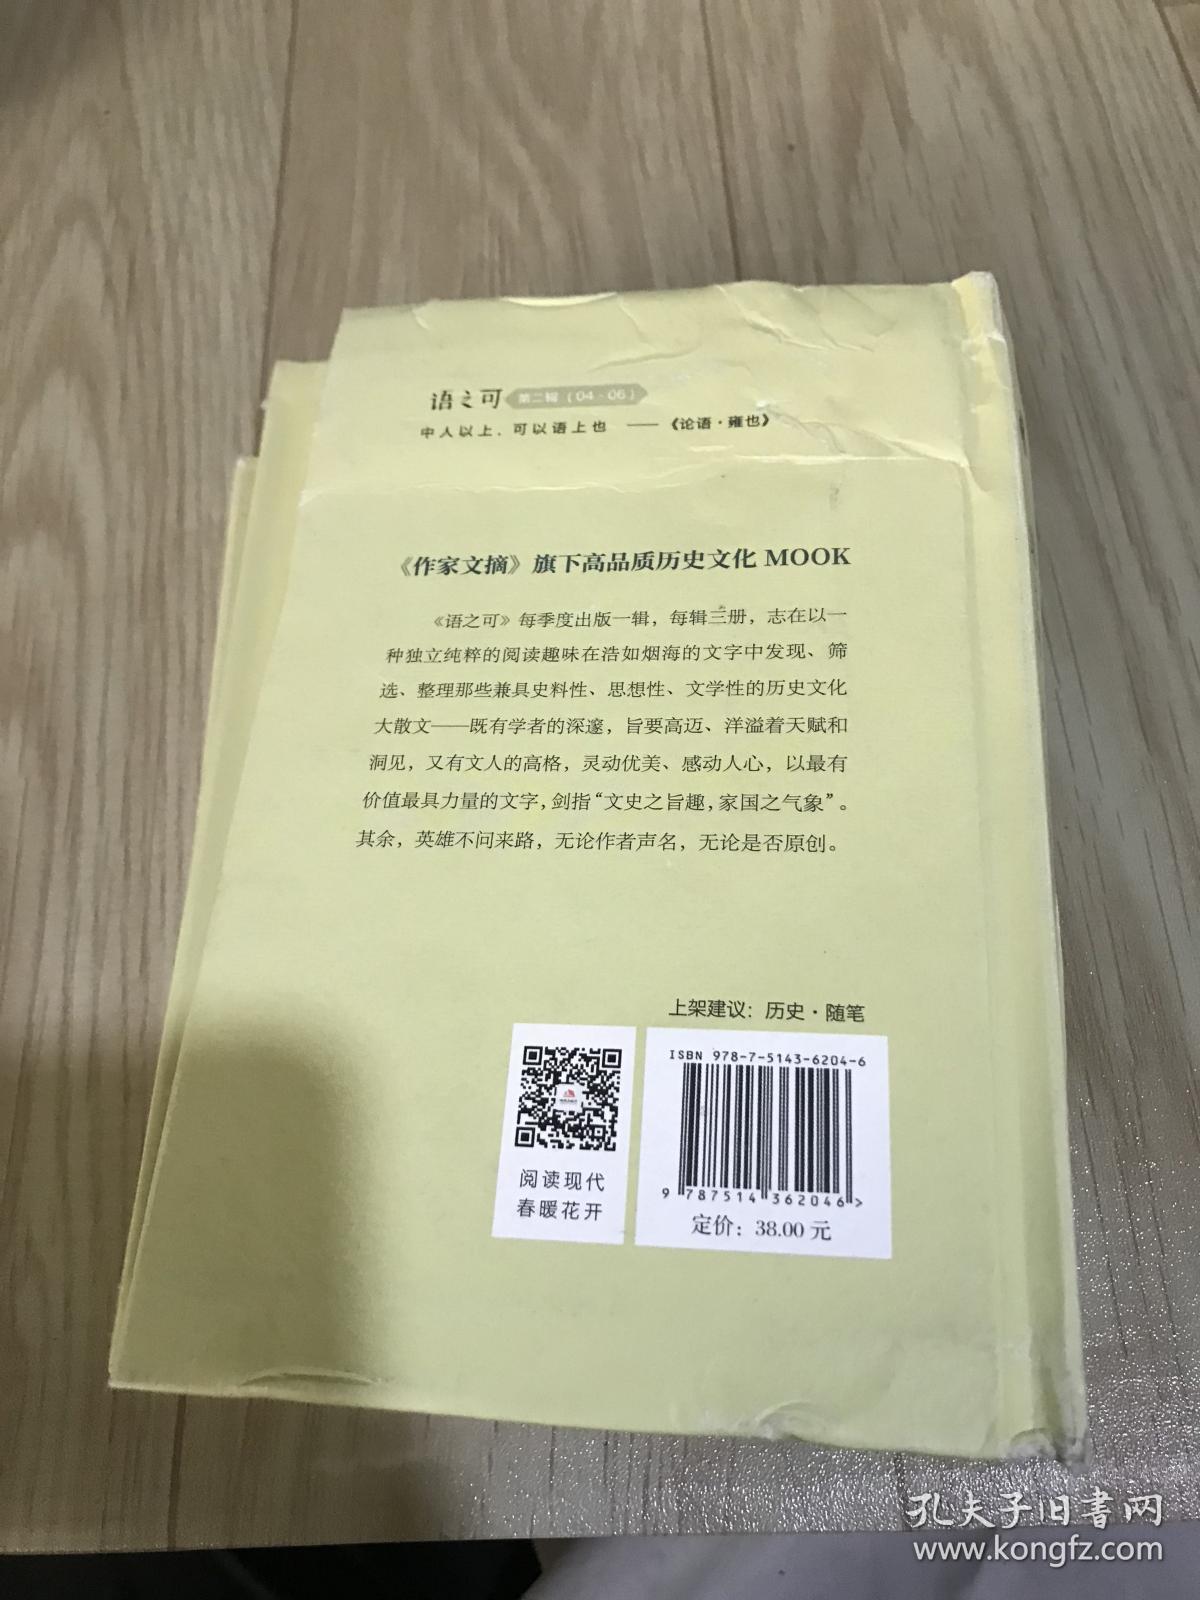 语之可 第二辑（04-06）
中人以上，可以语上也 ——《论语·雍也》
《作家文摘》旗下高品质历史文化 MOOK
《语之可》每季度出版一辑，每辑三册，志在以一
种独立纯粹的阅读趣味在浩如烟海的文字中发现、筛
选、整理那些兼具史料性、思想性、文学性的历史文化
大散文——既有学者的深邃，旨要高迈、洋溢着天赋和
洞见，又有文人的高格，灵动优美、感动人心，以最有
价值最具力量的文字，剑指“文史之旨趣，家国之气象”。
其余，英雄不问来路，无论作者声名，无论是否原创。
上架建议：历史·随笔
ISBN 978-7-5143-6204-6
9 787514 362046 >
定价：38.00 元
阅读现代
春暖花开
孔夫子旧書网
www.kongfz.com